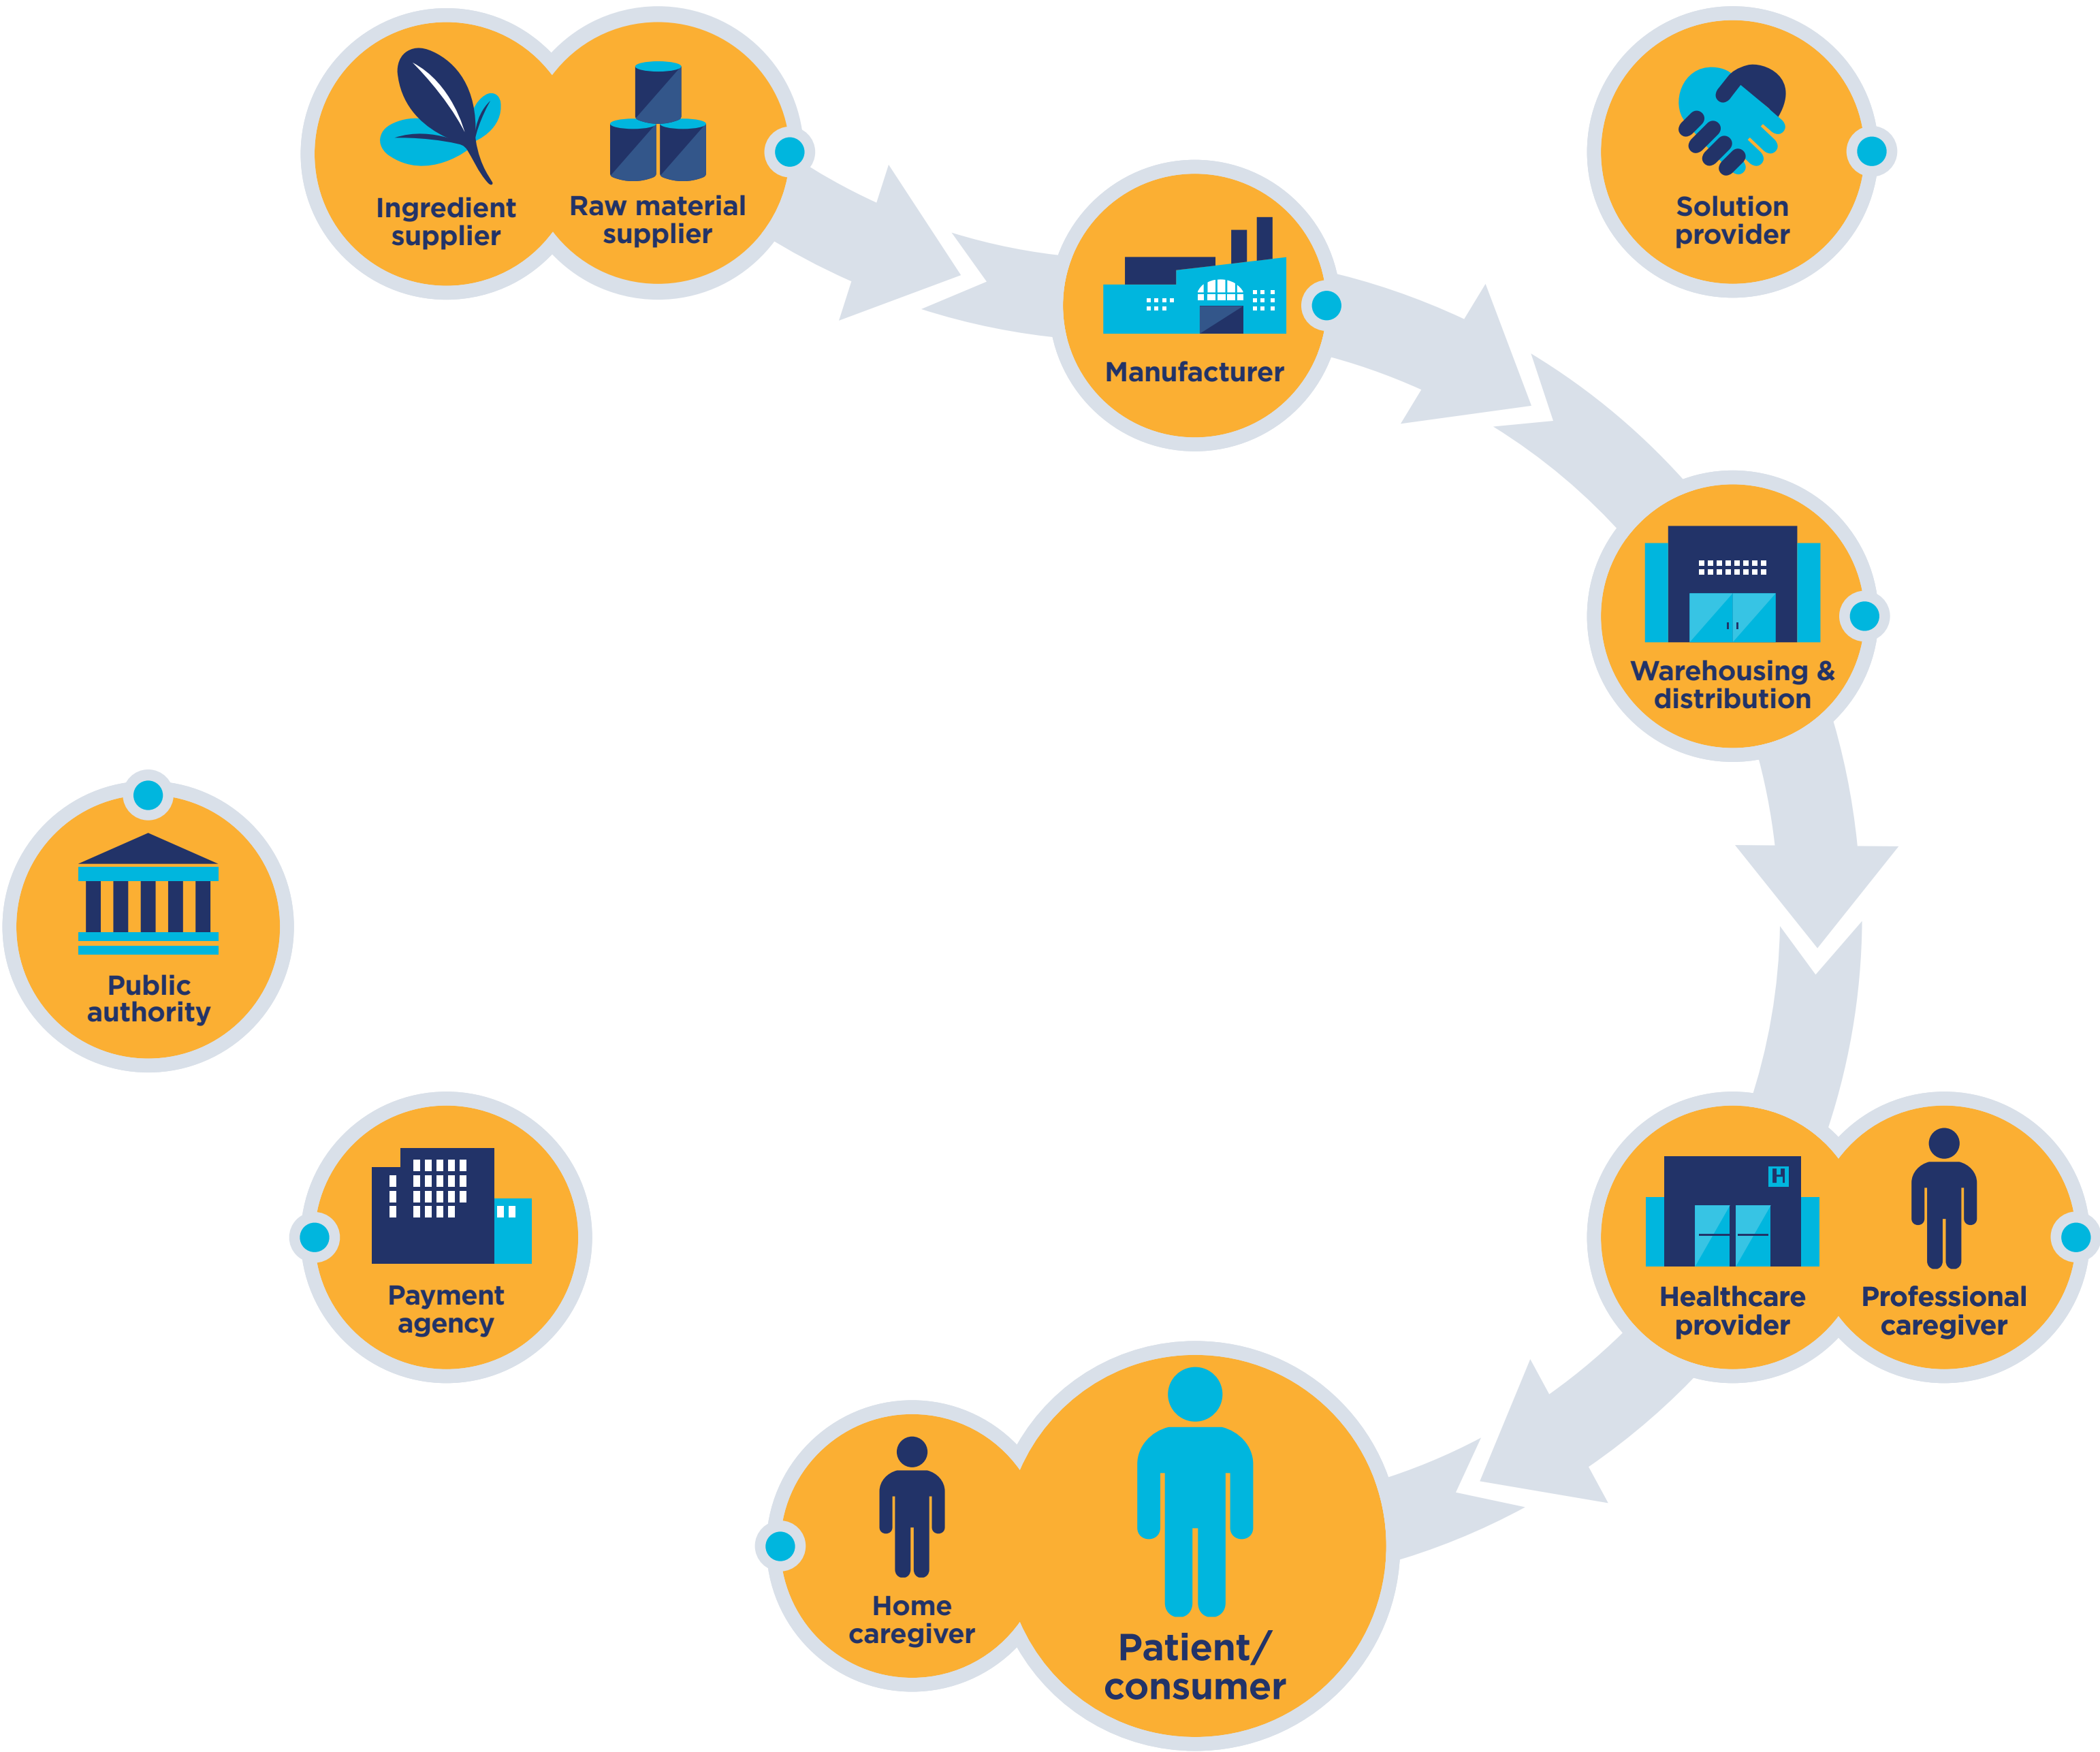 Ingredient
supplier
Raw material
supplier
Solution
provider
Manufacturer
Warehousing &
distribution
Public
authority
Payment
agency
H
Healthcare
provider
Professional
caregiver
Home
caregiver
Patient/
consumer